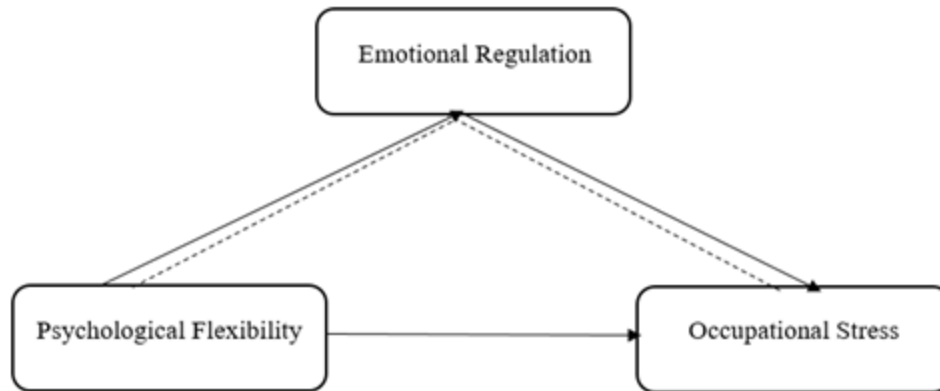 Emotional Regulation
Psychological Flexibility
Occupational Stress